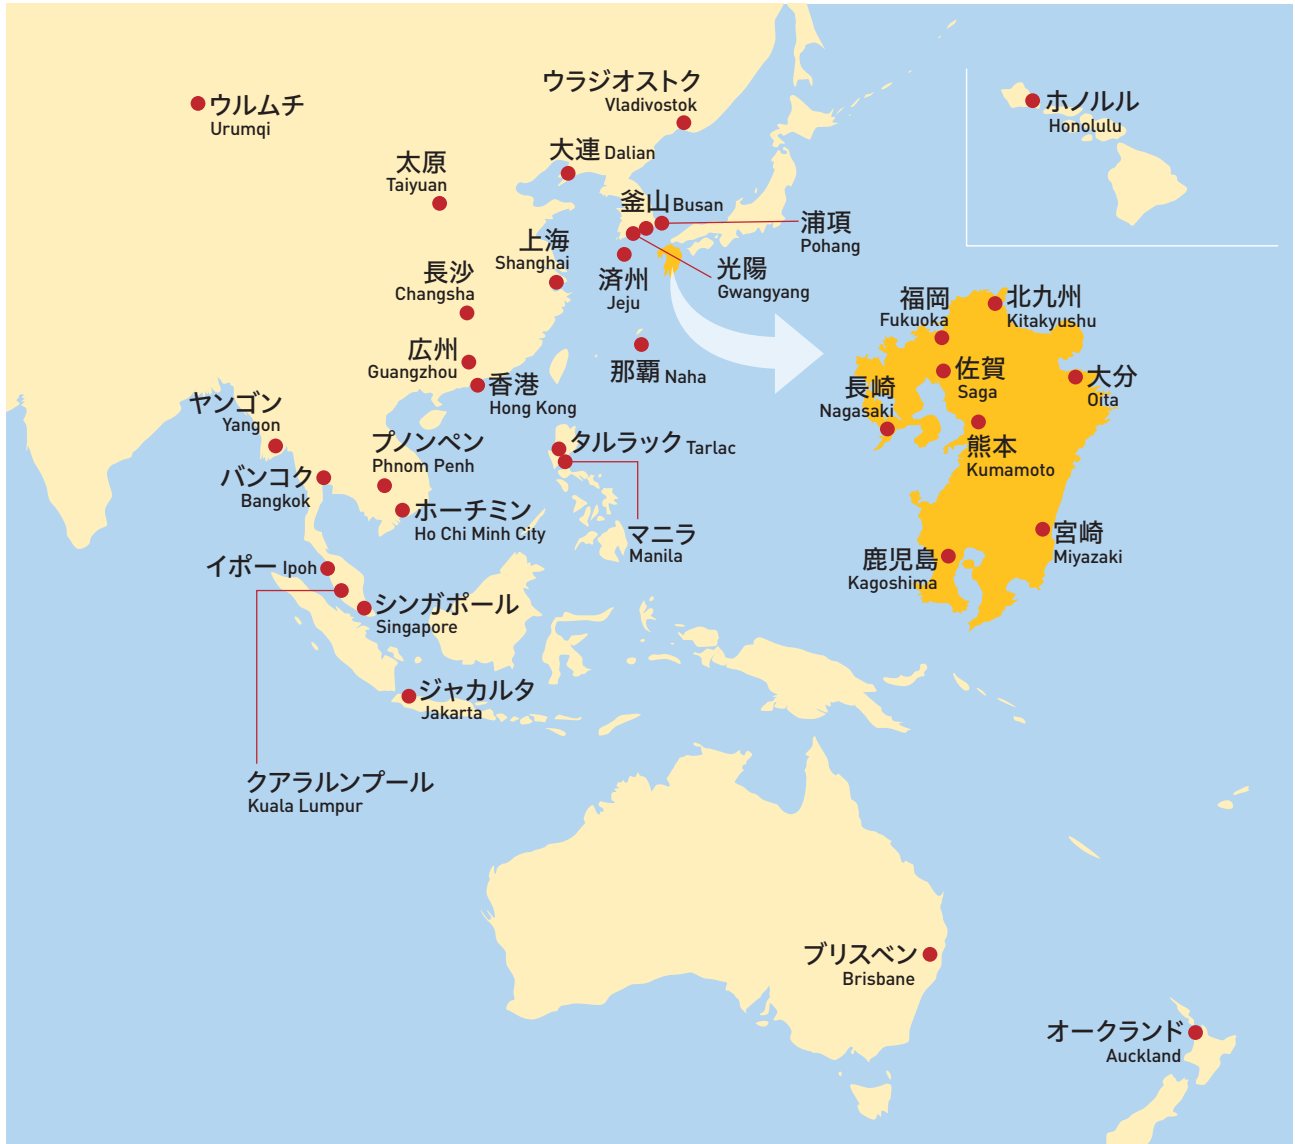 ウラジオストク
Vladivostok
ウルムチ
Urumqi
ホノルル
Honolulu
太原
Taiyuan
大連 Dalian
釜山 Busan
浦項
Pohang
上海
Shanghai
済州
Jeju
光陽
Gwangyang
長沙
Changsha
福岡
Fukuoka
北九州
Kitakyushu
広州
Guangzhou
那覇 Naha
佐賀
Saga
大分
Oita
香港
Hong Kong
長崎
Nagasaki
ヤンゴン
Yangon
プノンペン
Phnom Penh
タルラック Tarlac
熊本
Kumamoto
バンコク
Bangkok
ホーチミン
Ho Chi Minh City
マニラ
Manila
宮崎
Miyazaki
イポー Ipoh
鹿児島
Kagoshima
シンガポール
Singapore
ジャカルタ
Jakarta
クアラルンプール
Kuala Lumpur
ブリスベン
Brisbane
オークランド
Auckland